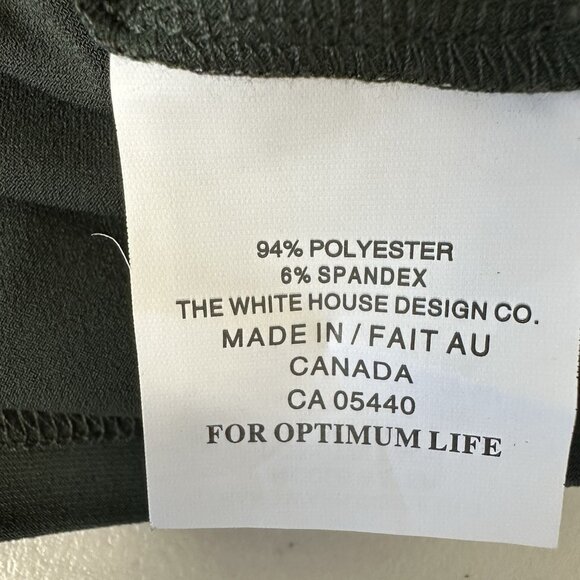 94% POLYESTER
6% SPANDEX
THE WHITE HOUSE DESIGN CO.
MADE IN / FAIT AU
CANADA
CA 05440
FOR OPTIMUM LIFE